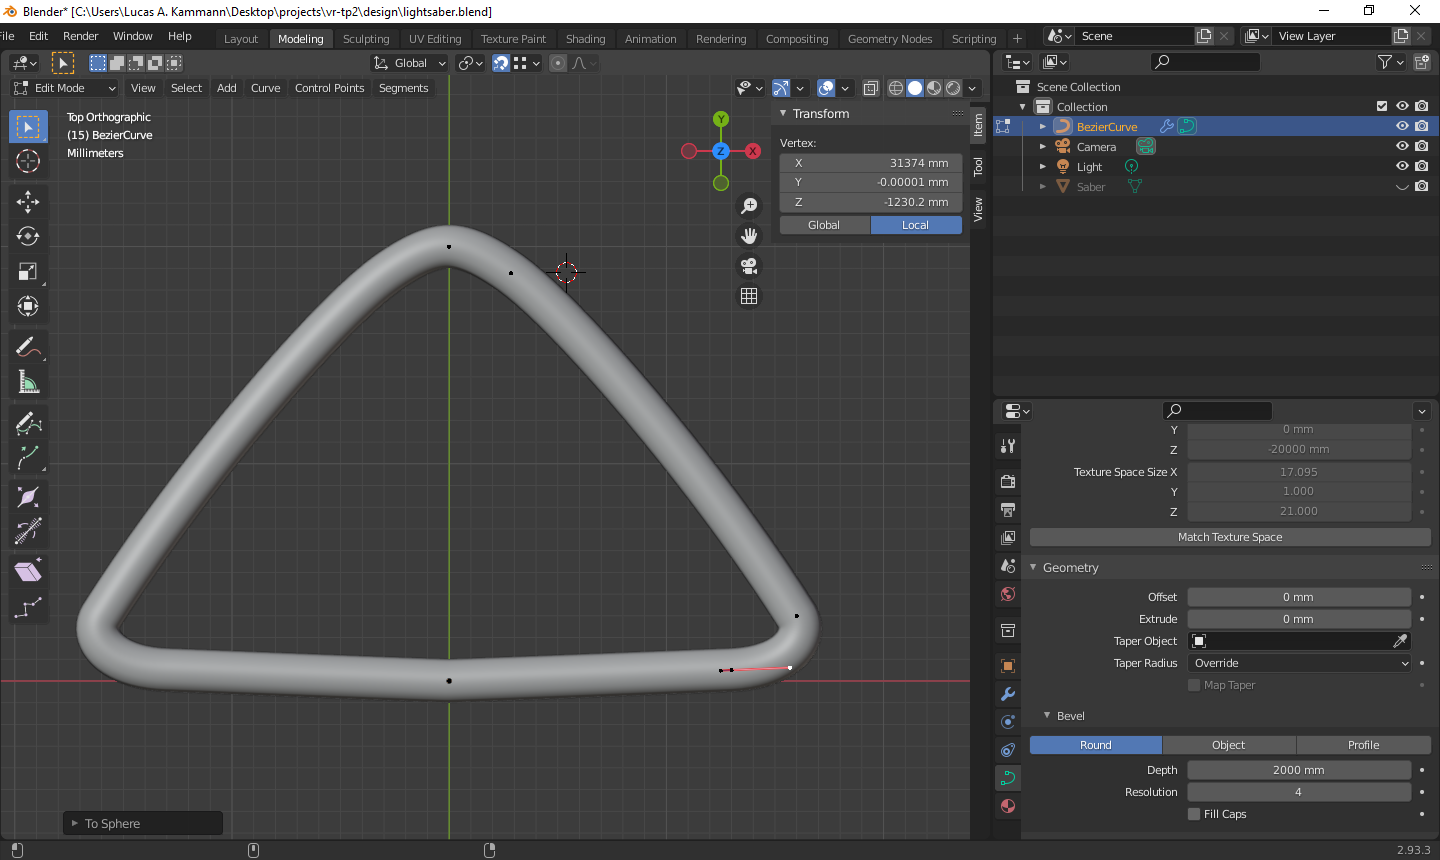 Blender* [C:\Users\Lucas A. Kammann\Desktop\projects\vr-tp2\design\lightsaber.blend]
File Edit Render Window Help Layout Modeling Sculpting UV Editing Texture Paint Shading Animation Rendering Compositing Geometry Nodes Scripting + Scene View Layer
Global
Edit Mode View Select Add Curve Control Points Segments
Top Orthographic
(15) BezierCurve
Millimeters
Y
X
Z
Transform
Vertex:
X 31374 mm
Y -0.00001 mm
Z -1230.2 mm
Global Local
Item
Tool
View
To Sphere
Scene Collection
Collection
BezierCurve
Camera
Light
Saber
Y 0 mm
Z -20000 mm
Texture Space Size X 17.095
Y 1.000
Z 21.000
Match Texture Space
Geometry
Offset 0 mm
Extrude 0 mm
Taper Object
Taper Radius Override
Map Taper
Bevel
Round Object Profile
Depth 2000 mm
Resolution 4
Fill Caps
2.93.3